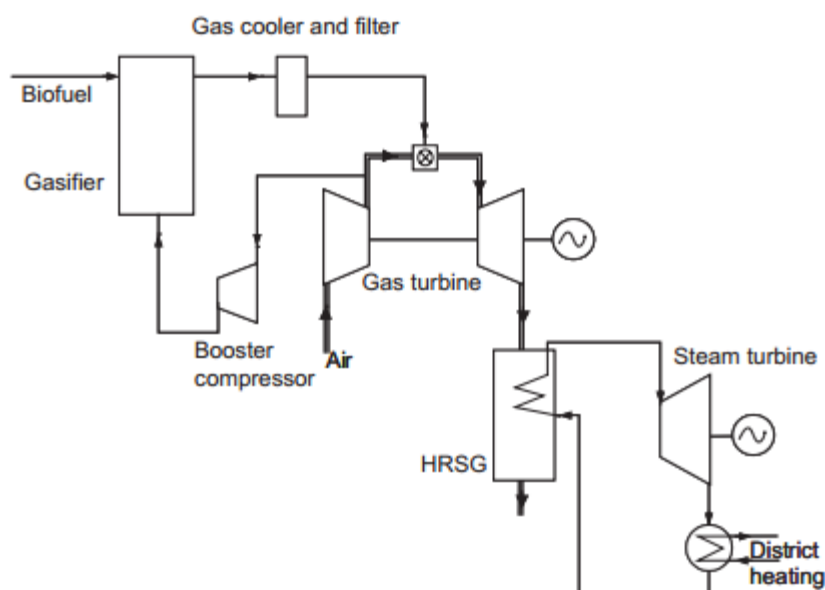 Gas cooler and filter
Biofuel
Gasifier
Gas turbine
Booster
compressor
Air
Steam turbine
HRSG
District
heating